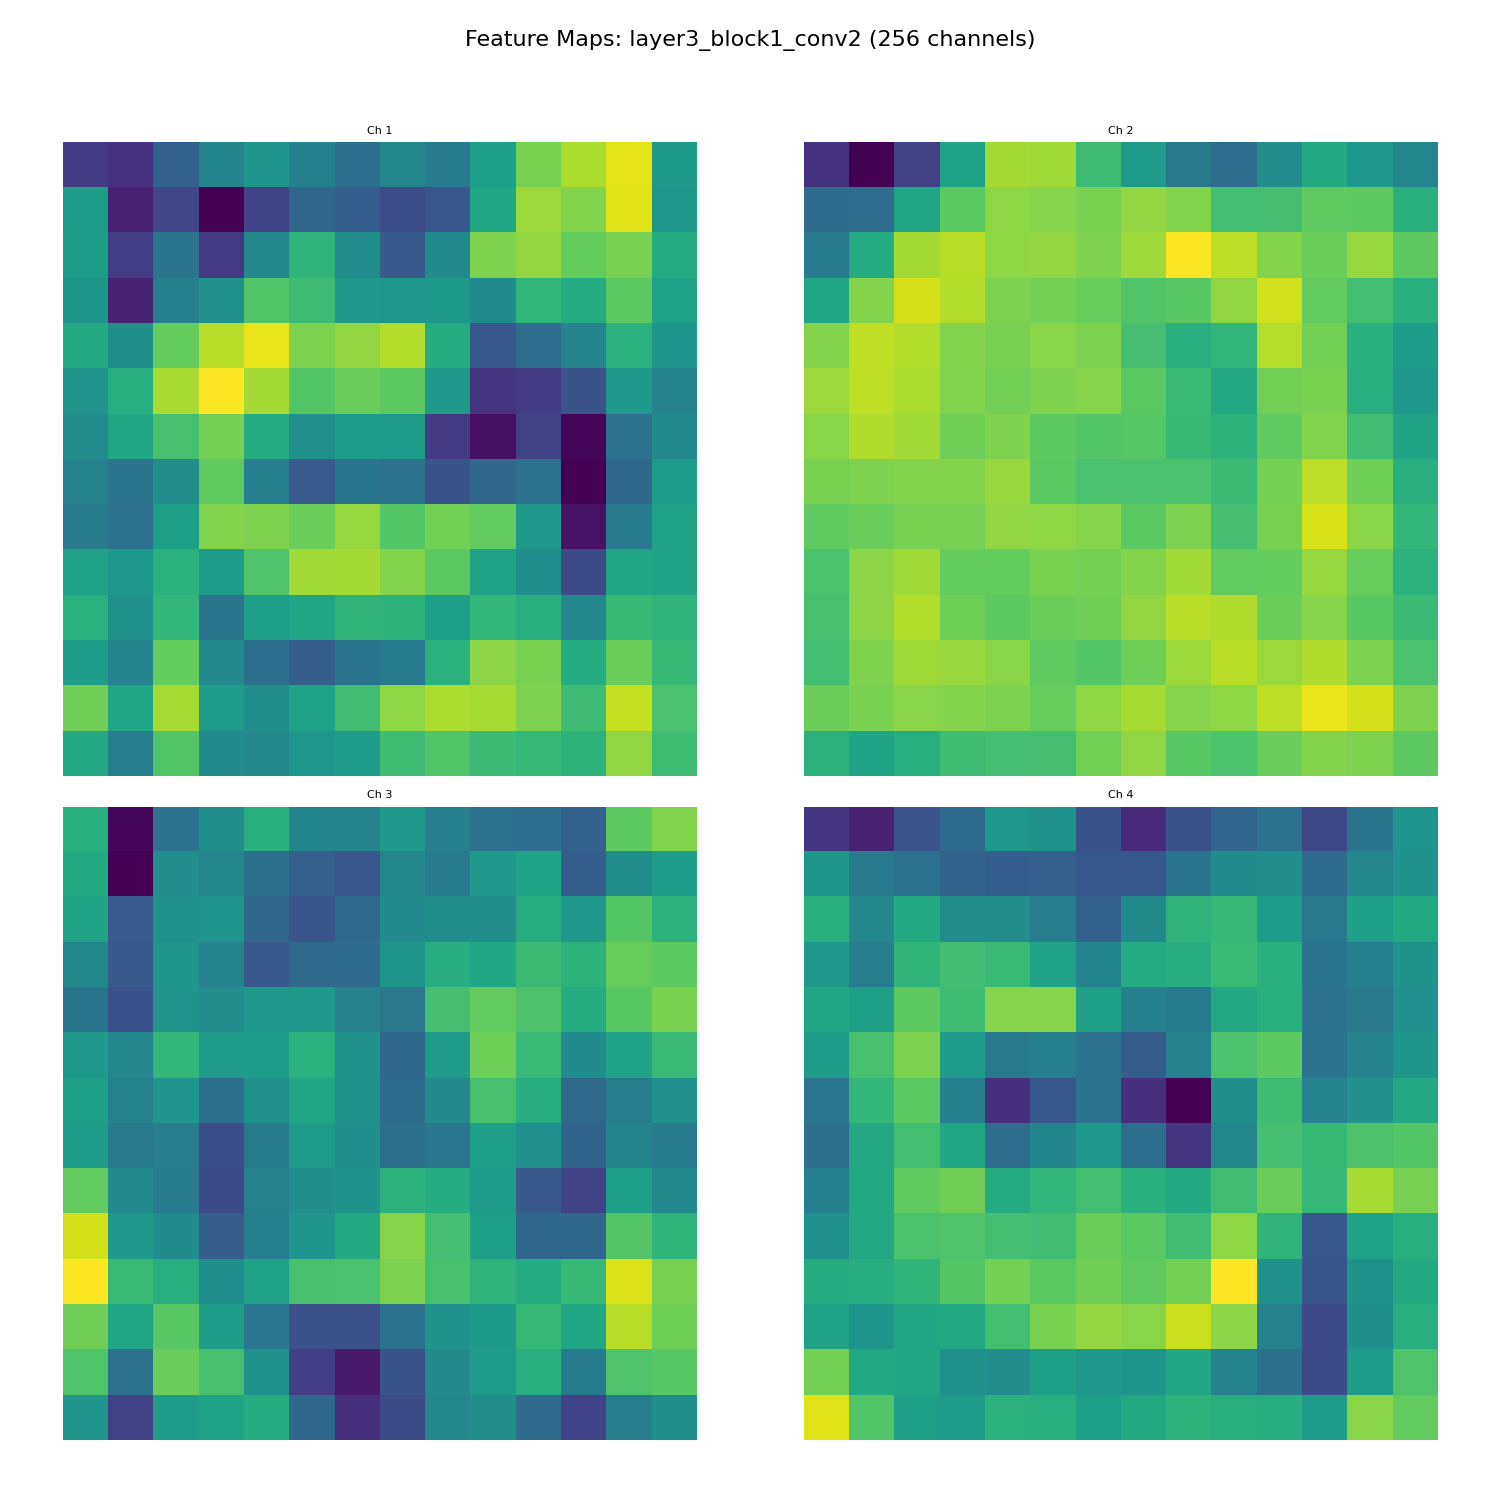 Feature Maps: layer3_block1_conv2 (256 channels)
Ch 1
Ch 2
Ch 3
Ch 4